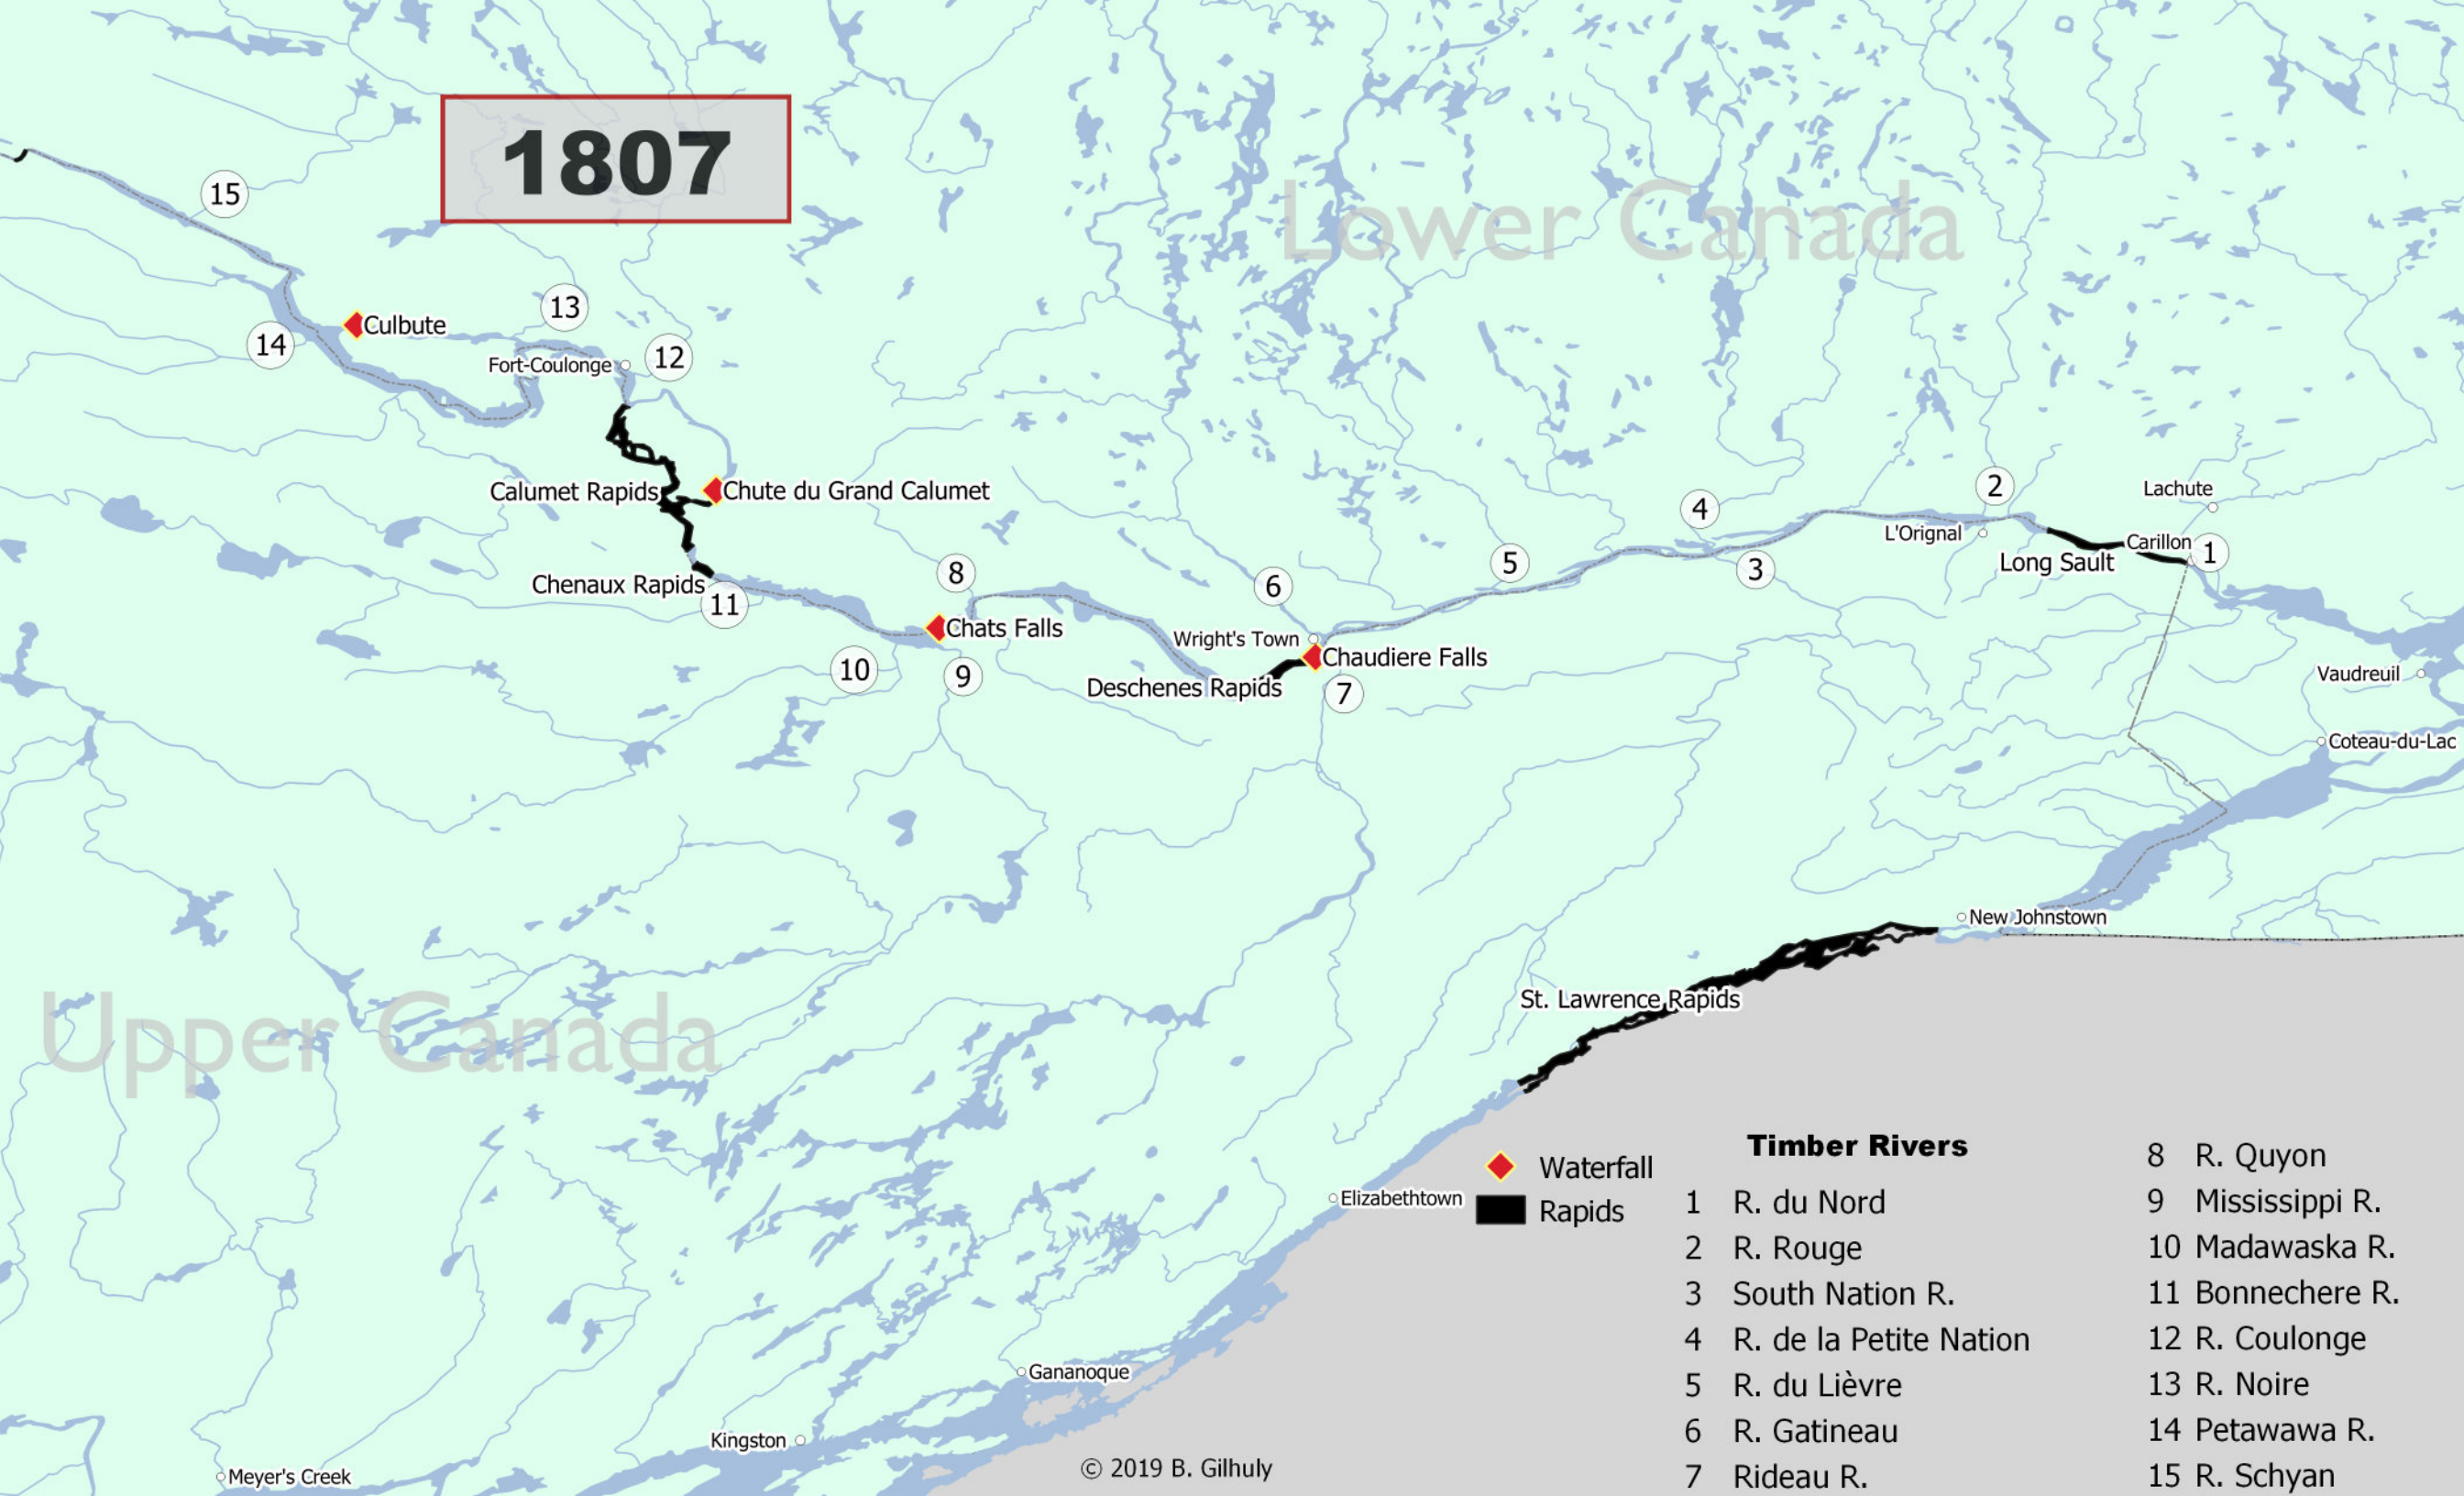 1807
Lower Canada
15
13
Culbute
14
Fort-Coulonge
12
Calumet Rapids
Chute du Grand Calumet
2
Lachute
4
L'Orignal
Carillon
1
Long Sault
5
3
8
Chenaux Rapids
6
11
Chats Falls
Wright's Town
Chaudiere Falls
10
9
Deschenes Rapids
7
Vaudreuil
Coteau-du-Lac
New Johnstown
St. Lawrence Rapids
Upper Canada
Elizabethtown
Gananoque
Kingston
Meyer's Creek
Waterfall
Rapids
Timber Rivers
1 R. du Nord
2 R. Rouge
3 South Nation R.
4 R. de la Petite Nation
5 R. du Lièvre
6 R. Gatineau
7 Rideau R.
8 R. Quyon
9 Mississippi R.
10 Madawaska R.
11 Bonnechere R.
12 R. Coulonge
13 R. Noire
14 Petawawa R.
15 R. Schyan
© 2019 B. Gilhuly